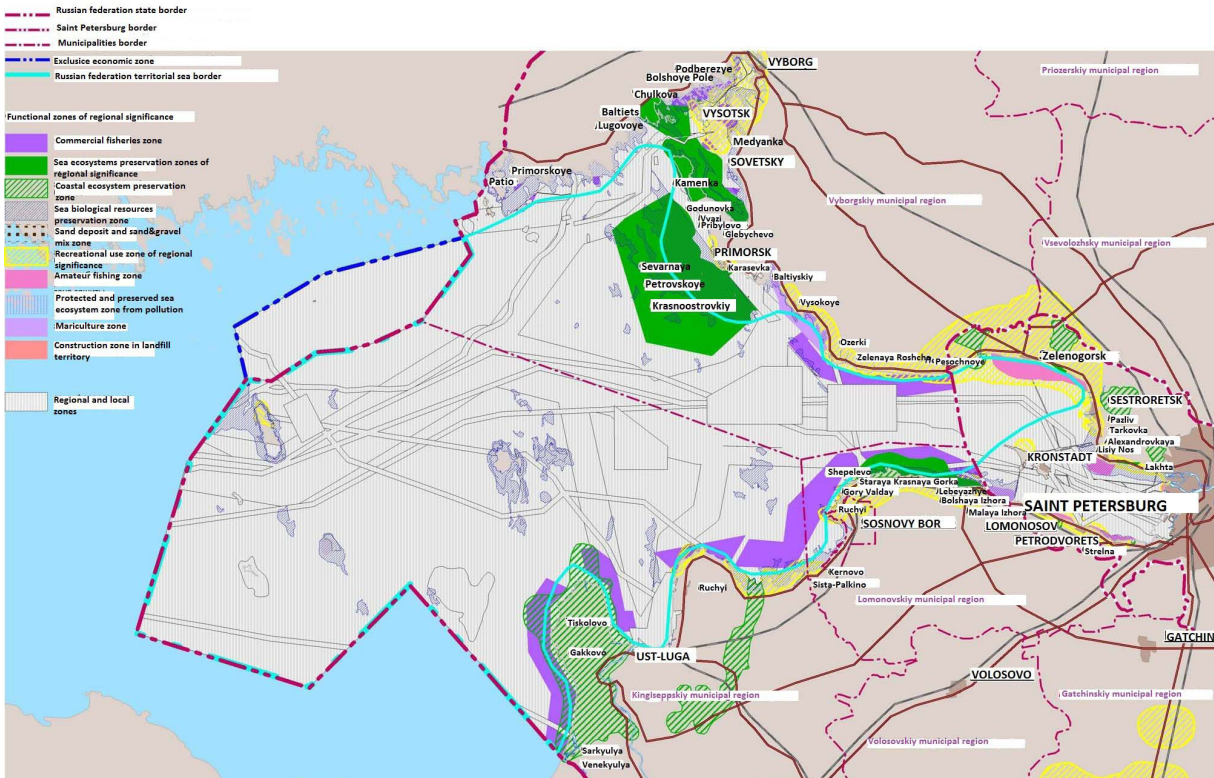 Russian federation state border
Saint Petersburg border
Municipalities border
Exclusice economic zone
Russian federation territorial sea border
Functional zones of regional significance
Commercial fisheries zone
Sea ecosystems preservation zones of
regional significance
Coastal ecosystem preservation
zone
Sea biological resources
preservation zone
Sand deposit and sand&gravel
mix zone
Recreational use zone of regional
significance
Amateur fishing zone
Protected and preserved sea
ecosystem zone from pollution
Mariculture zone
Construction zone in landfill
territory
Regional and local
zones
VYBORG
Podberezye
Bolshoye Pole
Chulkova
Baltiets
Lugovoye
VYSOTSK
Medyanka
SOVETSKY
Primorskoye
Patio
Kamenka
Godunovka
Vyazi
Pribylovo
Glebychevo
PRIMORSK
Karasevka
Baltiyskiy
Sevarnaya
Petrovskoye
Krasnoostrovkiy
Vysokoye
Ozerki
Zelenaya Roshcha
Pesochnoye
Zelenogorsk
SESTRORETSK
Pazliv
Tarkovka
Alexandrovkaya
Lisiy Nos
Lakhta
KRONSTADT
SAINT PETERSBURG
Shepelevo
Staraya Krasnaya Gorka
Gory Valday
Lebeyazhye
Bolshaya Izhora
Malaya Izhora
Ruchyi
SOSNOVY BOR
LOMONOSOV
PETRODVORETS
Strelna
Kernovo
Sista-Palkino
Ruchyi
Tiskolovo
Gakkovo
UST-LUGA
Sarkyulya
Venekyulya
VOLOSOVO
GATCHIN
Priozerskiy municipal region
Vyborgskiy municipal region
Vsevolozhsky municipal region
Lomonovskiy municipal region
Kinglseppskiy municipal region
Gatchinskiy municipal region
Volosovskiy municipal region